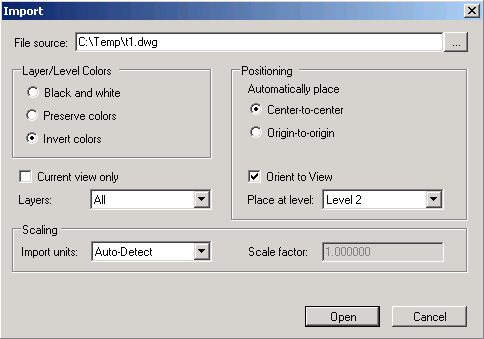 Import
File source: C:\Temp\t1.dwg ...
Layer/Level Colors
Black and white
Preserve colors
Invert colors
Current view only
Layers: All
Positioning
Automatically place
Center-to-center
Origin-to-origin
Orient to View
Place at level: Level 2
Scaling
Import units: Auto-Detect
Scale factor: 1.000000
Open
Cancel